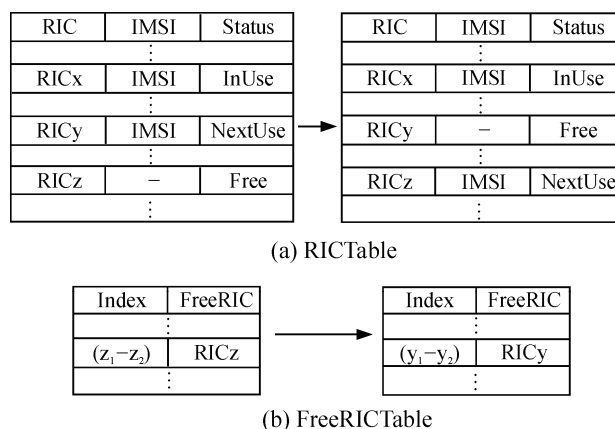 RIC IMSI Status RIC IMSI Status
⋮ ⋮
RICx IMSI InUse RICx IMSI InUse
⋮ ⋮
RICy IMSI NextUse RICy – Free
⋮ ⋮
RICz – Free RICz IMSI NextUse
⋮ ⋮
(a) RICTable
Index FreeRIC Index FreeRIC
⋮ ⋮
(z₁–z₂) RICz (y₁–y₂) RICy
⋮ ⋮
(b) FreeRICTable